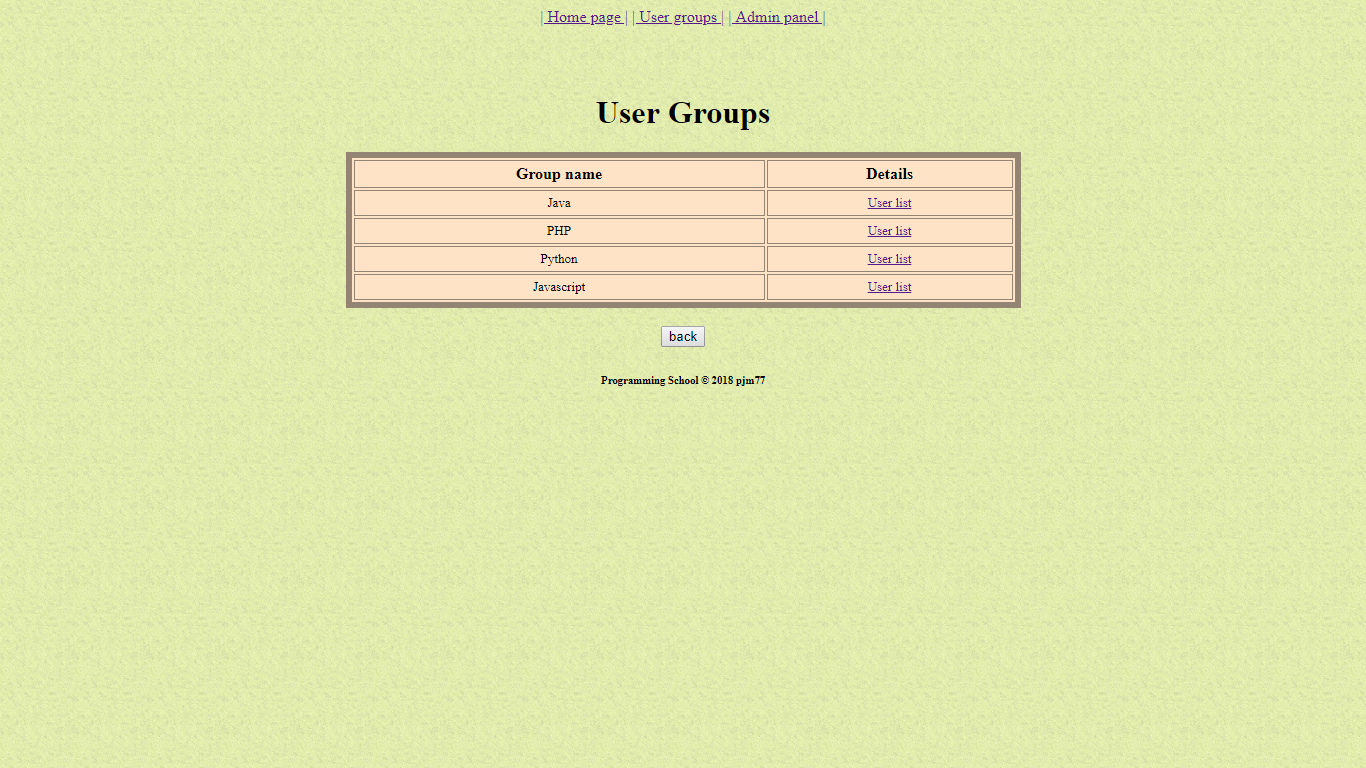 | Home page | | User groups | | Admin panel |
User Groups
Group name Details
Java User list
PHP User list
Python User list
Javascript User list
back
Programming School © 2018 pjm77